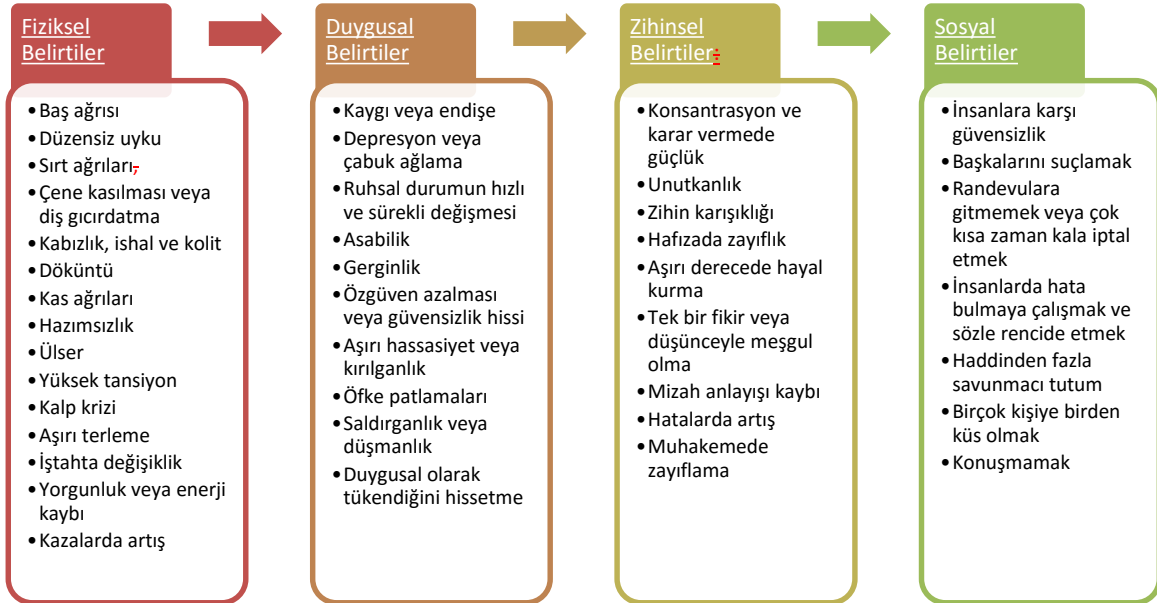 Fiziksel
Belirtiler
• Baş ağrısı
• Düzensiz uyku
• Sırt ağrıları,
• Çene kasılması veya
diş gıcırdatma
• Kabızlık, ishal ve kolit
• Döküntü
• Kas ağrıları
• Hazımsızlık
• Ülser
• Yüksek tansiyon
• Kalp krizi
• Aşırı terleme
• İştahta değişiklik
• Yorgunluk veya enerji
kaybı
• Kazalarda artış
Duygusal
Belirtiler
• Kaygı veya endişe
• Depresyon veya
çabuk ağlama
• Ruhsal durumun hızlı
ve sürekli değişmesi
• Asabilik
• Gerginlik
• Özgüven azalması
veya güvensizlik hissi
• Aşırı hassasiyet veya
kırılganlık
• Öfke patlamaları
• Saldırganlık veya
düşmanlık
• Duygusal olarak
tükendiğini hissetme
Zihinsel
Belirtiler:
• Konsantrasyon ve
karar vermede
güçlük
• Unutkanlık
• Zihin karışıklığı
• Hafızada zayıflık
• Aşırı derecede hayal
kurma
• Tek bir fikir veya
düşünceyle meşgul
olma
• Mizah anlayışı kaybı
• Hatalarda artış
• Muhakemede
zayıflama
Sosyal
Belirtiler
• İnsanlara karşı
güvensizlik
• Başkalarını suçlamak
• Randevulara
gitmemek veya çok
kısa zaman kala iptal
etmek
• İnsanlarda hata
bulmaya çalışmak ve
sözle rencide etmek
• Haddinden fazla
savunmacı tutum
• Birçok kişiye birden
küs olmak
• Konuşmamak